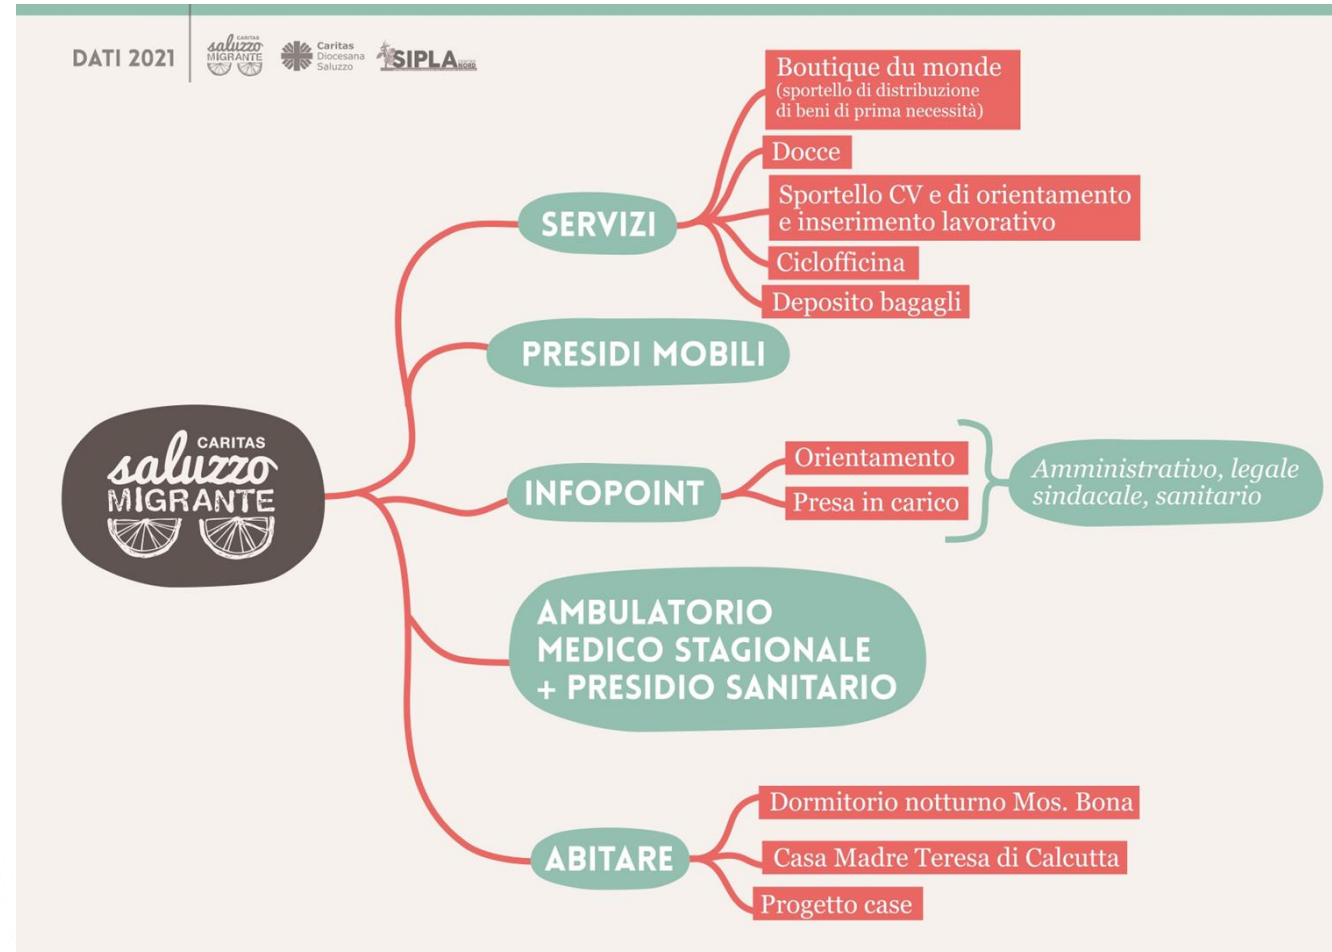 DATI 2021
CARITAS
saluzzo
MIGRANTE
Caritas
Diocesana
Saluzzo
SIPLA
NORD
Boutique du monde
(sportello di distribuzione
di beni di prima necessità)
Docce
SERVIZI
Sportello CV e di orientamento
e inserimento lavorativo
Ciclofficina
Deposito bagagli
PRESIDI MOBILI
CARITAS
saluzzo
MIGRANTE
INFOPOINT
Orientamento
Presa in carico
Amministrativo, legale
sindacale, sanitario
AMBULATORIO
MEDICO STAGIONALE
+ PRESIDIO SANITARIO
ABITARE
Dormitorio notturno Mos. Bona
Casa Madre Teresa di Calcutta
Progetto case